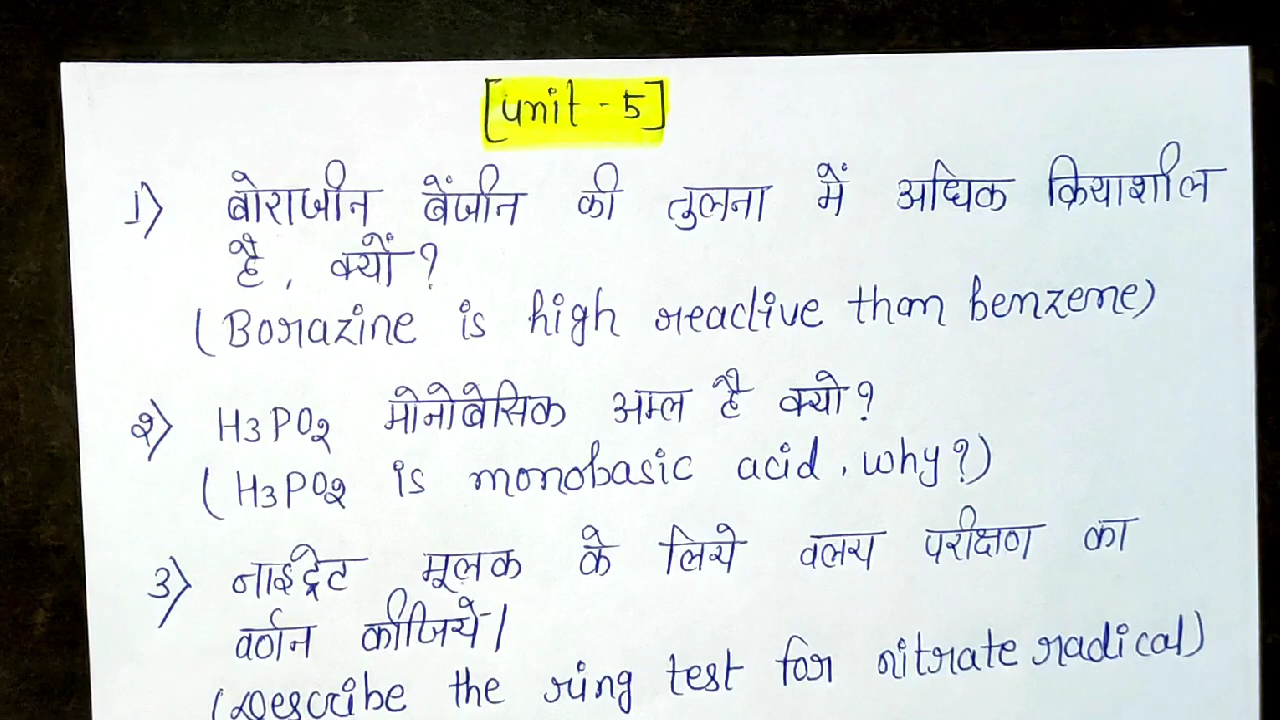 [Unit - 5]
1) बोराजीन बेंजीन की तुलना में अधिक क्रियाशील
है, क्यों?
(Borazine is high reactive than benzene)
2) H3PO2 मोनोबेसिक अम्ल है क्यो?
(H3PO2 is monobasic acid, why?)
3) नाइट्रेट मूलक के लिये वलय परीक्षण का
वर्णन कीजिये।
(Describe the ring test for nitrate radical)